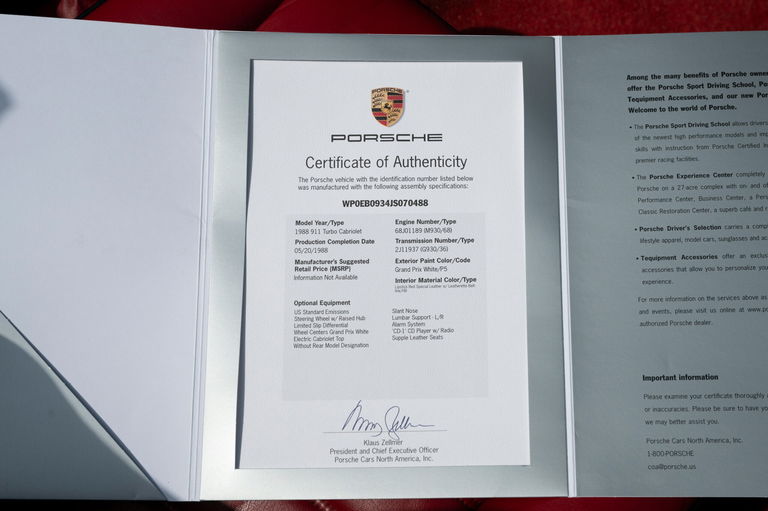 PORSCHE
PORSCHE
Certificate of Authenticity
The Porsche vehicle with the identification number listed below
was manufactured with the following assembly specifications:
WP0EB0934JS070488
Model Year/Type
1988 911 Turbo Cabriolet
Production Completion Date
05/20/1988
Manufacturer's Suggested
Retail Price (MSRP)
Information Not Available
Engine Number/Type
68J01189 (M930/68)
Transmission Number/Type
2J11937 (G930/36)
Exterior Paint Color/Code
Grand Prix White/P5
Interior Material Color/Type
Optional Equipment
US Standard Emissions
Steering Wheel w/ Raised Hub
Limited Slip Differential
Wheel Centers Grand Prix White
Electric Cabriolet Top
Without Rear Model Designation
Slant Nose
Lumbar Support - L/R
Alarm System
'CD-1' CD Player w/ Radio
Supple Leather Seats
Klaus Zellmer
President and Chief Executive Officer
Porsche Cars North America, Inc.
Among the many benefits of Porsche owne
offer the Porsche Sport Driving School, Po
Tequipment Accessories, and our new Por
Welcome to the world of Porsche.
• The Porsche Sport Driving School allows drivers
of the newest high performance models and imp
skills with instruction from Porsche Certified In
premier racing facilities.
• The Porsche Experience Center completely
Porsche on a 27-acre complex with on- and of
Performance Center, Business Center, a Pers
Classic Restoration Center, a superb café and r
• Porsche Driver's Selection carries a comp
lifestyle apparel, model cars, sunglasses and ac
• Tequipment Accessories offer an exclus
accessories that allow you to personalize your
experience.
For more information on the services above as
and events, please visit us online at www.po
authorized Porsche dealer.
Important information
Please examine your certificate thoroughly
or inaccuracies. Please be sure to have yo
we may better assist you.
Porsche Cars North America, Inc.
1-800-PORSCHE
coa@porsche.us